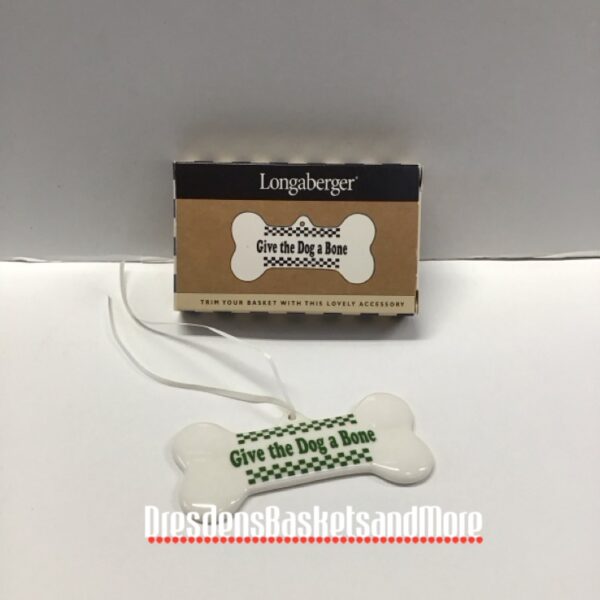 Longaberger®
Give the Dog a Bone
TRIM YOUR BASKET WITH THIS LOVELY ACCESSORY
Give the Dog a Bone
DresdensBasketsandMore